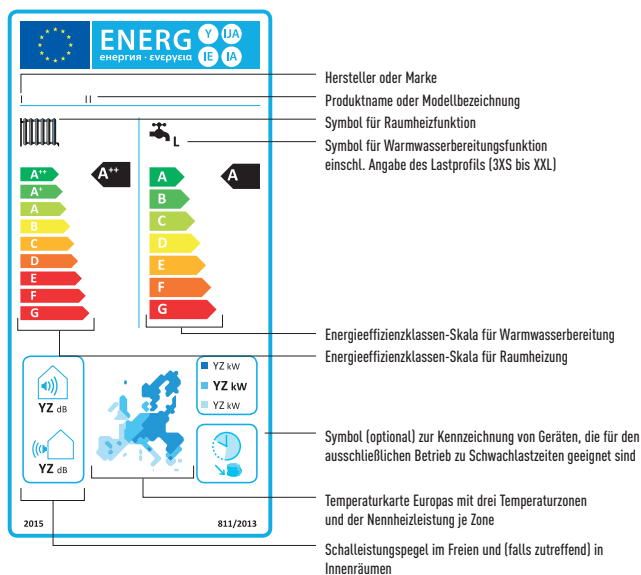 ENERG
енергия · ενεργεια
Y
IJA
IE
IA
Hersteller oder Marke
I
II
Produktname oder Modellbezeichnung
Symbol für Raumheizfunktion
L
Symbol für Warmwasserbereitungsfunktion
einschl. Angabe des Lastprofils (3XS bis XXL)
A++
A+
A
B
C
D
E
F
G
A++
A
B
C
D
E
F
G
A
Energieeffizienzklassen-Skala für Warmwasserbereitung
Energieeffizienzklassen-Skala für Raumheizung
YZ dB
YZ dB
YZ kW
YZ kW
YZ kW
Symbol (optional) zur Kennzeichnung von Geräten, die für den
ausschließlichen Betrieb zu Schwachlastzeiten geeignet sind
Temperaturkarte Europas mit drei Temperaturzonen
und der Nennheizleistung je Zone
2015
811/2013
Schalleistungspegel im Freien und (falls zutreffend) in
Innenräumen